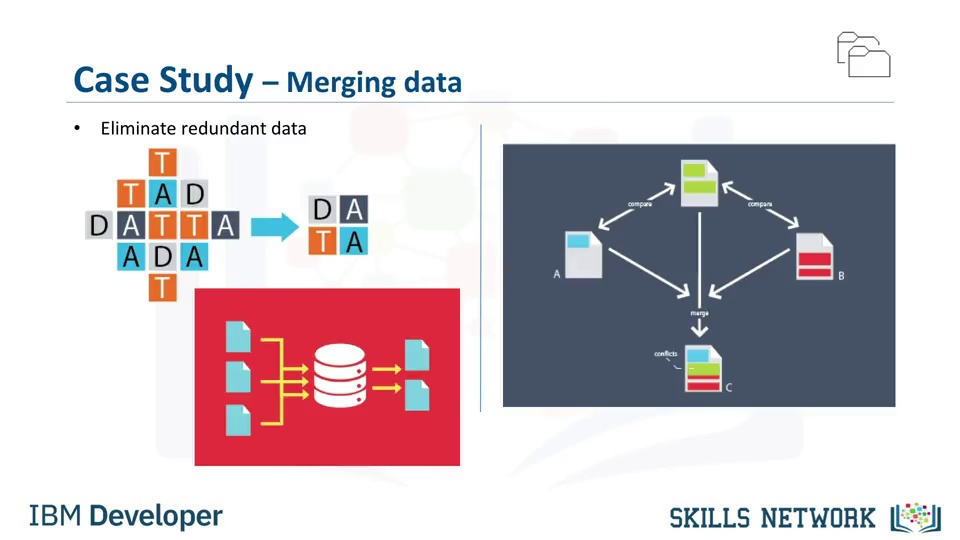 Case Study – Merging data
• Eliminate redundant data
T
T A D
D A T T A
A D A
T
D A
T A
compare
compare
A
B
merge
conflicts
C
IBM Developer
SKILLS NETWORK